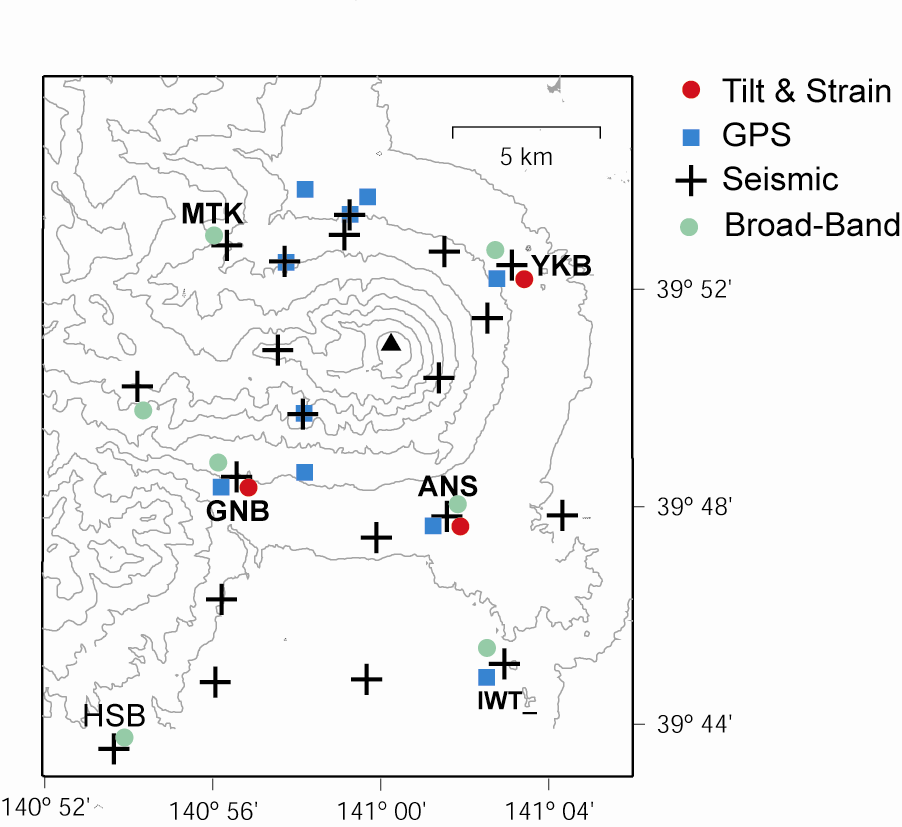 Tilt & Strain
GPS
5 km
Seismic
MTK
Broad-Band
YKB
39° 52'
ANS
GNB
39° 48'
IWT_
HSB
39° 44'
140° 52'
140° 56'
141° 00'
141° 04'